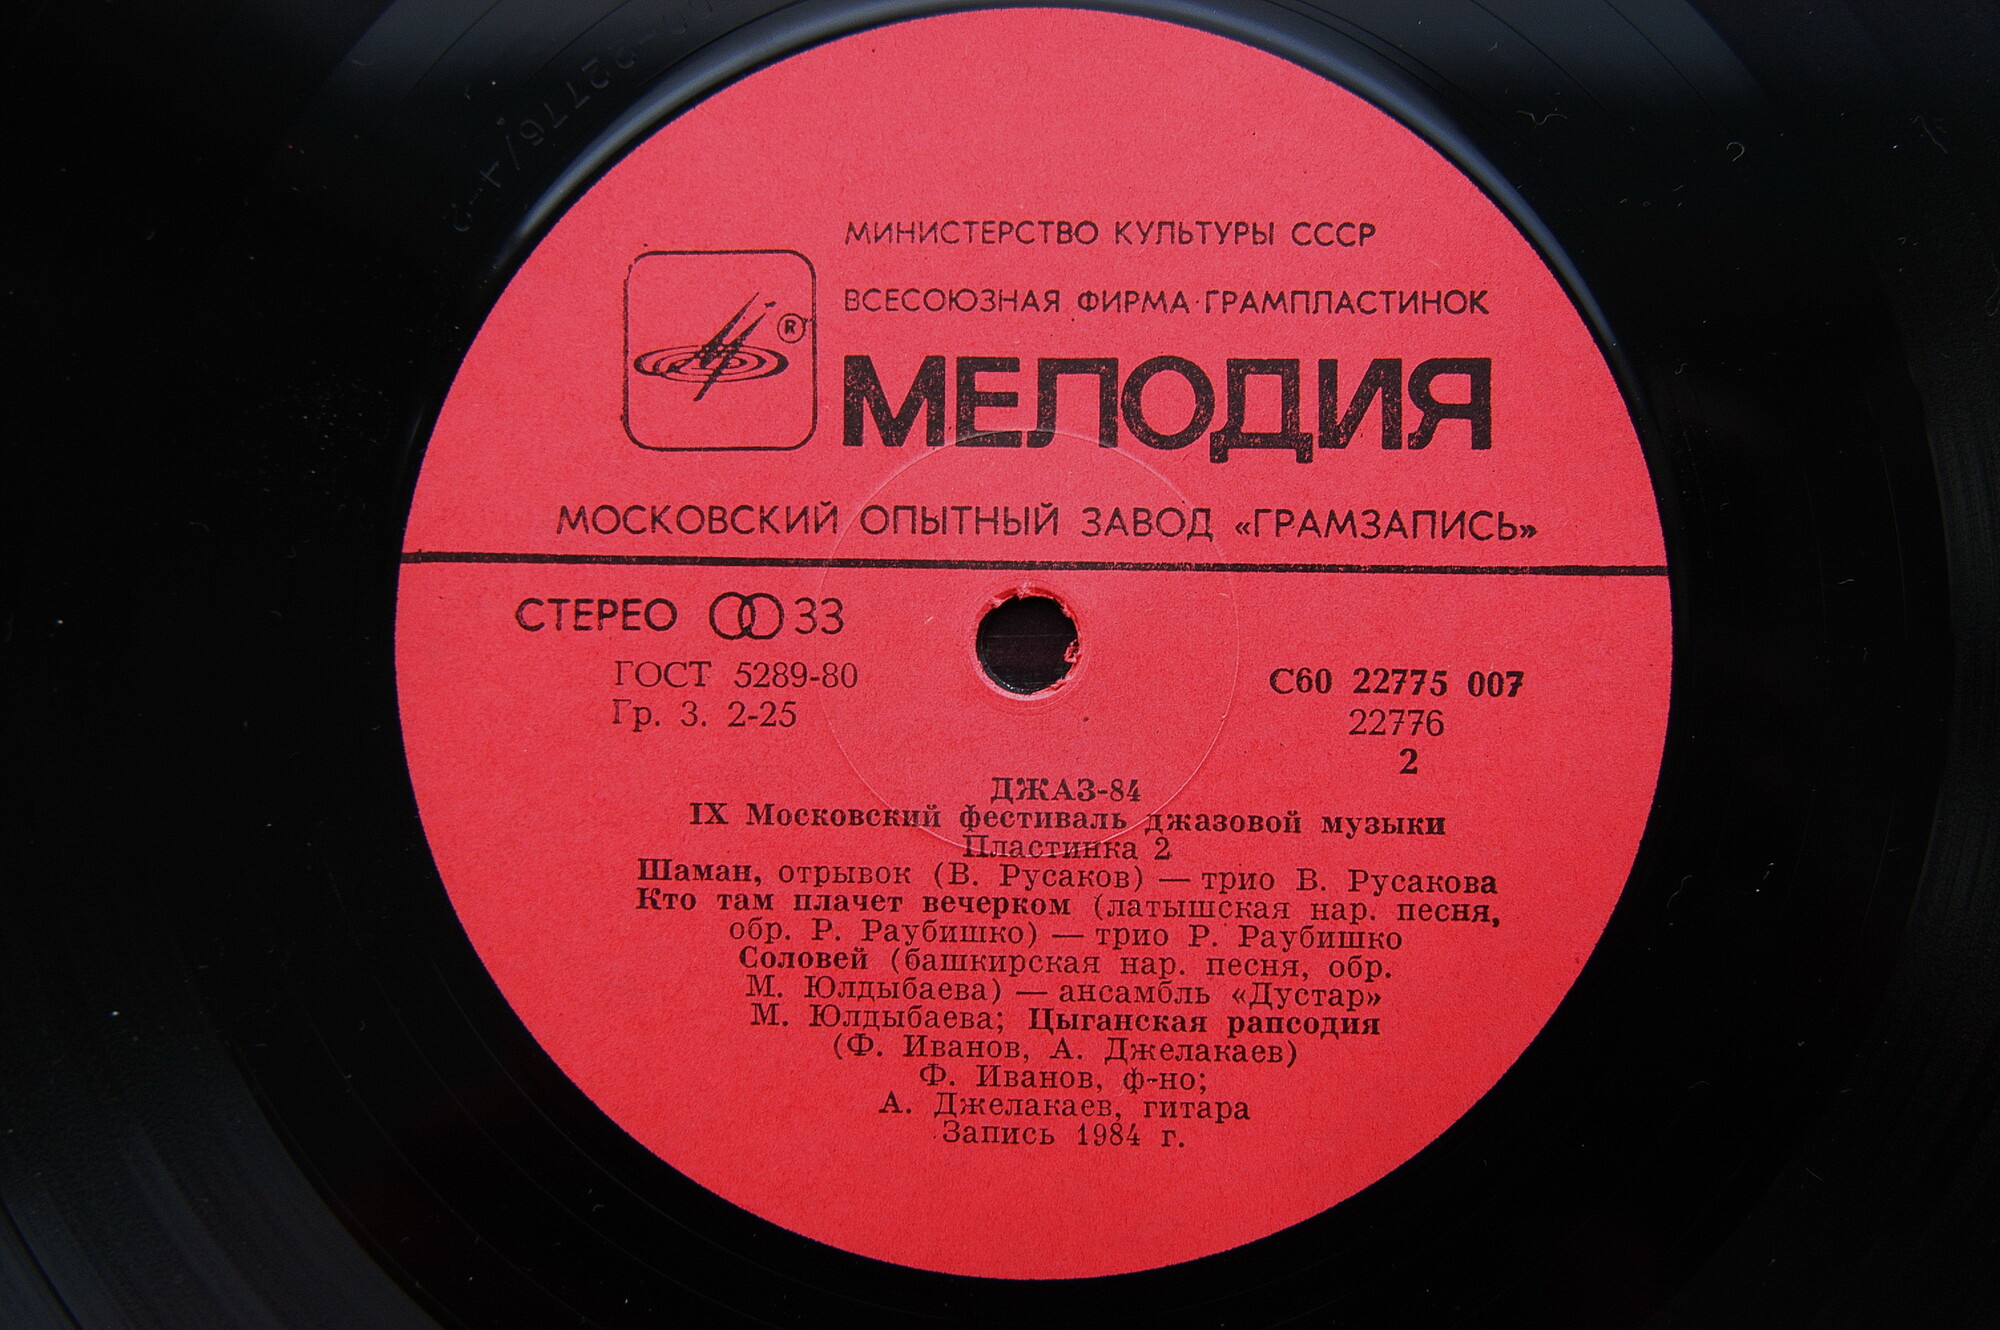 МИНИСТЕРСТВО КУЛЬТУРЫ СССР
ВСЕСОЮЗНАЯ ФИРМА ГРАМПЛАСТИНОК
®
МЕЛОДИЯ
МОСКОВСКИЙ ОПЫТНЫЙ ЗАВОД «ГРАМЗАПИСЬ»
СТЕРЕО 33
ГОСТ 5289-80
Гр. 3. 2-25
С60 22775 007
22776
2
ДЖАЗ-84
IX Московский фестиваль джазовой музыки
Пластинка 2
Шаман, отрывок (В. Русаков) — трио В. Русакова
Кто там плачет вечерком (латышская нар. песня,
обр. Р. Раубишко) — трио Р. Раубишко
Соловей (башкирская нар. песня, обр.
М. Юлдыбаева) — ансамбль «Дустар»
М. Юлдыбаева; Цыганская рапсодия
(Ф. Иванов, А. Джелакаев)
Ф. Иванов, ф-но;
А. Джелакаев, гитара
Запись 1984 г.